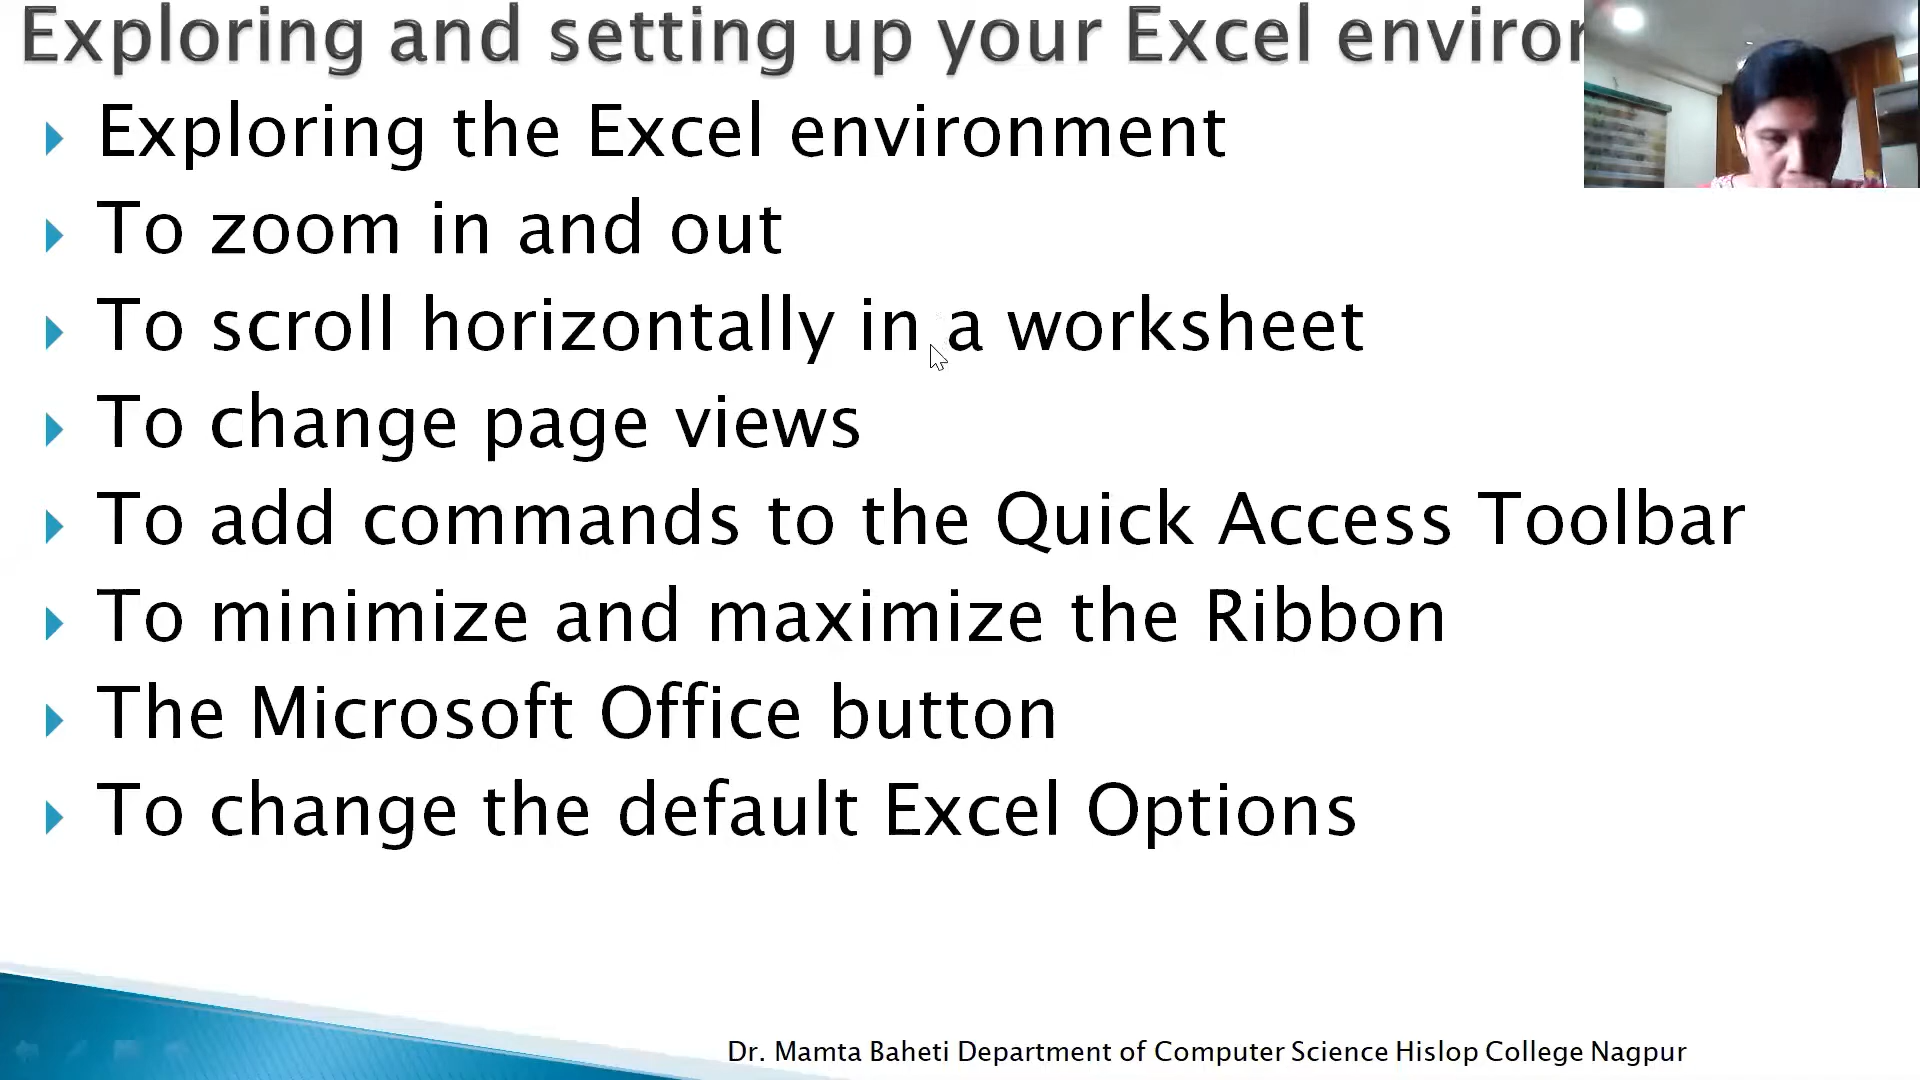 Exploring and setting up your Excel environ
Exploring the Excel environment
To zoom in and out
To scroll horizontally in a worksheet
To change page views
To add commands to the Quick Access Toolbar
To minimize and maximize the Ribbon
The Microsoft Office button
To change the default Excel Options
Dr. Mamta Baheti Department of Computer Science Hislop College Nagpur